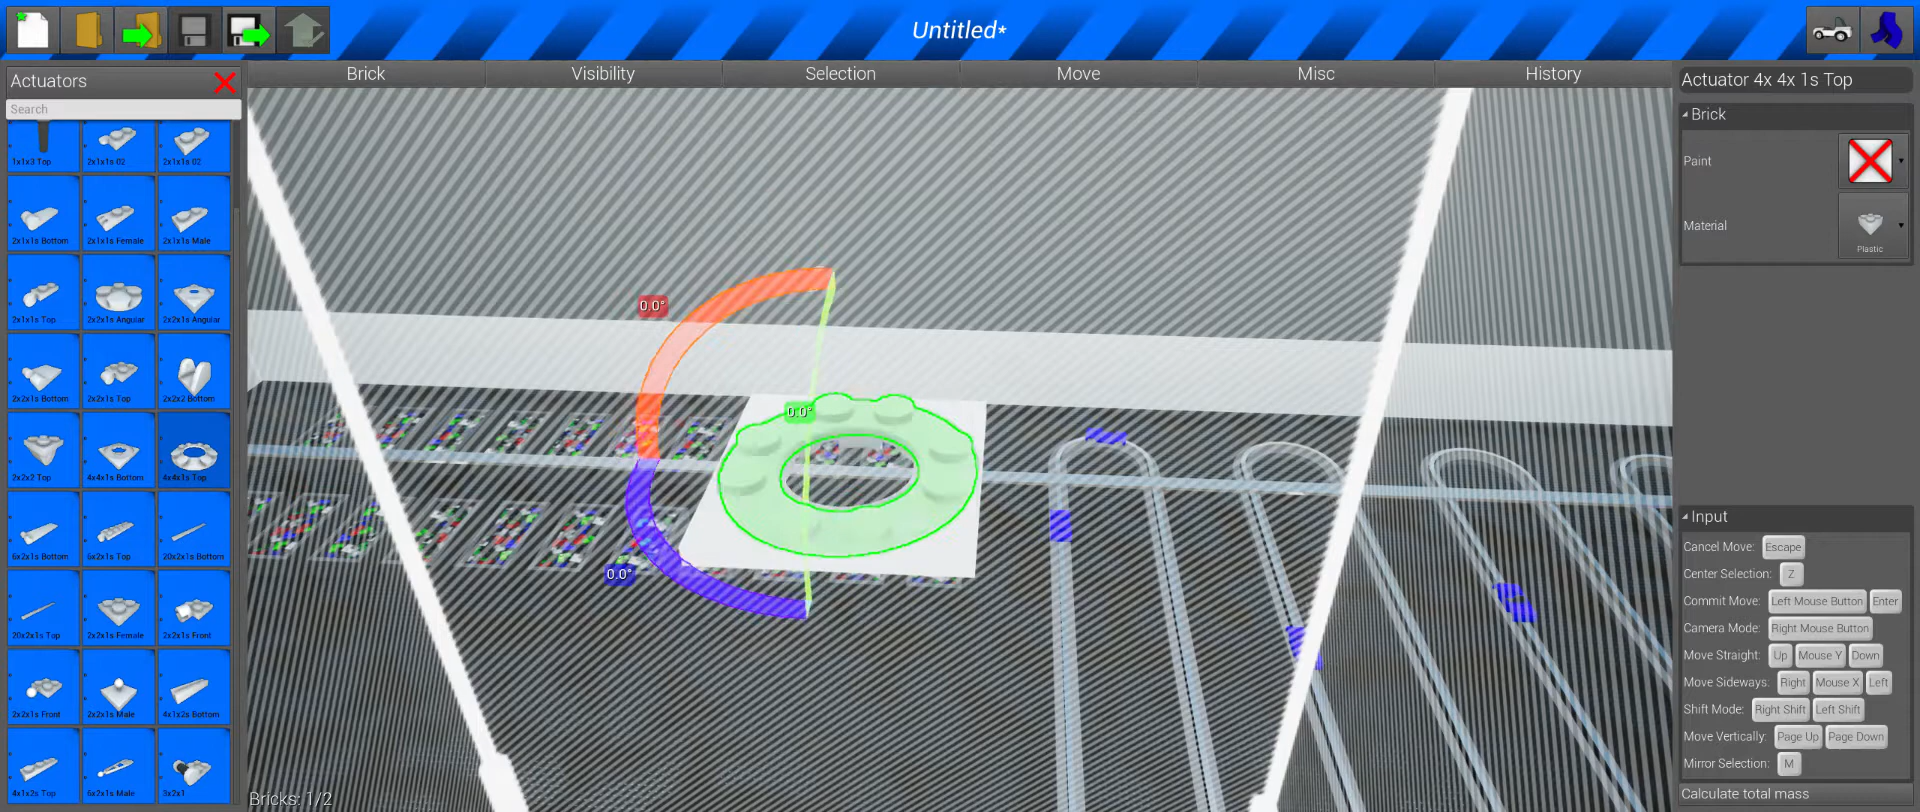 Untitled*
Actuators
Search
Brick
Visibility
Selection
Move
Misc
History
1x1x3 Top
2x1x1s 02
2x1x1s 02
2x1x1s Bottom
2x1x1s Female
2x1x1s Male
2x1x1s Top
2x2x1s Angular
2x2x1s Angular
2x2x1s Bottom
2x2x1s Top
2x2x2 Bottom
2x2x2 Top
4x4x1s Bottom
4x4x1s Top
6x2x1s Bottom
6x2x1s Top
20x2x1s Bottom
20x2x1s Top
2x2x1s Female
2x2x1s Front
2x2x1s Front
2x2x1s Male
4x1x2s Bottom
4x1x2s Top
6x2x1s Male
3x2x1
0.0°
0.0°
0.0°
Bricks: 1/2
Actuator 4x 4x 1s Top
Brick
Paint
Material
Plastic
Input
Cancel Move: Escape
Center Selection: Z
Commit Move: Left Mouse Button Enter
Camera Mode: Right Mouse Button
Move Straight: Up Mouse Y Down
Move Sideways: Right Mouse X Left
Shift Mode: Right Shift Left Shift
Move Vertically: Page Up Page Down
Mirror Selection: M
Calculate total mass